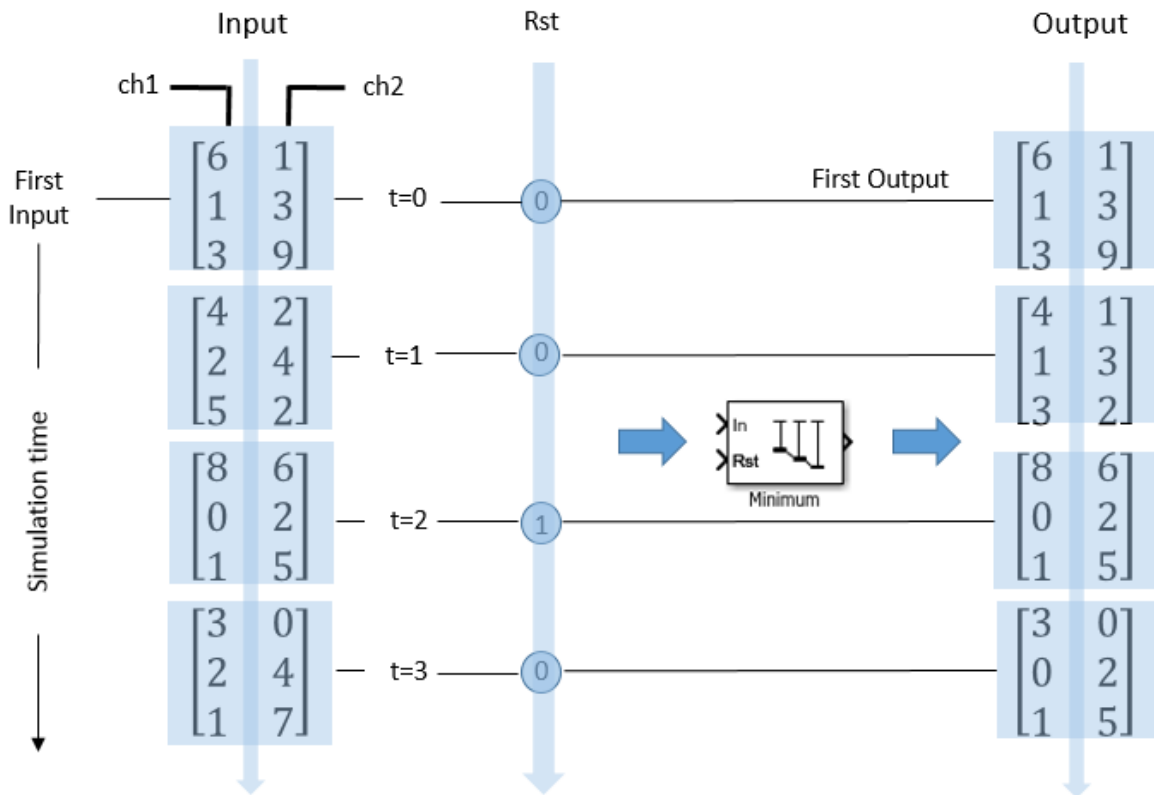 Input
Rst
Output
ch1
ch2
First
Input
Simulation time
6 1
1 3
3 9
t=0
0
First Output
6 1
1 3
3 9
4 2
2 4
5 2
t=1
0
4 1
1 3
3 2
In
Rst
Minimum
8 6
0 2
1 5
t=2
1
8 6
0 2
1 5
3 0
2 4
1 7
t=3
0
3 0
0 2
1 5